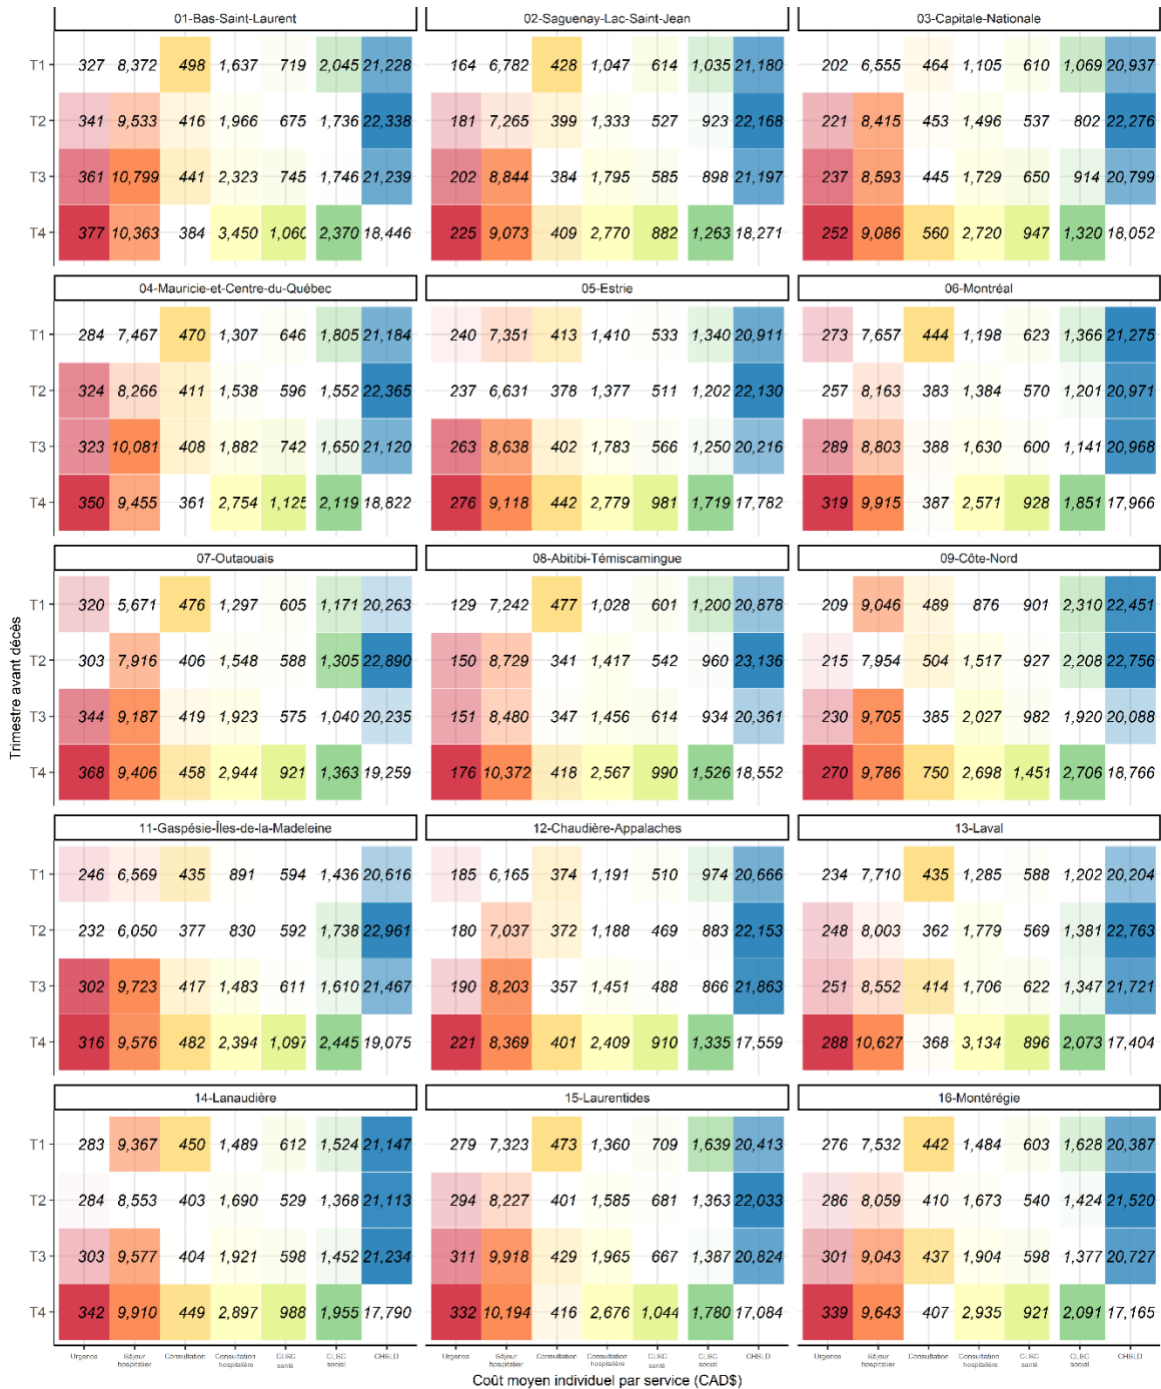 01-Bas-Saint-Laurent 02-Saguenay-Lac-Saint-Jean 03-Capitale-Nationale
T1 327 8,372 498 1,637 719 2,045 21,228 164 6,782 428 1,047 614 1,035 21,180 202 6,555 464 1,105 610 1,069 20,937
T2 341 9,533 416 1,966 675 1,736 22,338 181 7,265 399 1,333 527 923 22,168 221 8,415 453 1,496 537 802 22,276
T3 361 10,799 441 2,323 745 1,746 21,239 202 8,844 384 1,795 585 898 21,197 237 8,593 445 1,729 650 914 20,799
T4 377 10,363 384 3,450 1,060 2,370 18,446 225 9,073 409 2,770 882 1,263 18,271 252 9,086 560 2,720 947 1,320 18,052
04-Mauricie-et-Centre-du-Québec 05-Estrie 06-Montréal
T1 284 7,467 470 1,307 646 1,805 21,184 240 7,351 413 1,410 533 1,340 20,911 273 7,657 444 1,198 623 1,366 21,275
T2 324 8,266 411 1,538 596 1,552 22,365 237 6,631 378 1,377 511 1,202 22,130 257 8,163 383 1,384 570 1,201 20,971
T3 323 10,081 408 1,882 742 1,650 21,120 263 8,638 402 1,783 566 1,250 20,216 289 8,803 388 1,630 600 1,141 20,968
T4 350 9,455 361 2,754 1,125 2,119 18,822 276 9,118 442 2,779 981 1,719 17,782 319 9,915 387 2,571 928 1,851 17,966
07-Outaouais 08-Abitibi-Témiscamingue 09-Côte-Nord
T1 320 5,671 476 1,297 605 1,171 20,263 129 7,242 477 1,028 601 1,200 20,878 209 9,046 489 876 901 2,310 22,451
T2 303 7,916 406 1,548 588 1,305 22,890 150 8,729 341 1,417 542 960 23,136 215 7,954 504 1,517 927 2,208 22,756
T3 344 9,187 419 1,923 575 1,040 20,235 151 8,480 347 1,456 614 934 20,361 230 9,705 385 2,027 982 1,920 20,088
T4 368 9,406 458 2,944 921 1,363 19,259 176 10,372 418 2,567 990 1,526 18,552 270 9,786 750 2,698 1,451 2,706 18,766
Trimestre avant décès
11-Gaspésie-Îles-de-la-Madeleine 12-Chaudière-Appalaches 13-Laval
T1 246 6,569 435 891 594 1,436 20,616 185 6,165 374 1,191 510 974 20,666 234 7,710 435 1,285 588 1,202 20,204
T2 232 6,050 377 830 592 1,738 22,961 180 7,037 372 1,188 469 883 22,153 248 8,003 362 1,779 569 1,381 22,763
T3 302 9,723 417 1,483 611 1,610 21,467 190 8,203 357 1,451 488 866 21,863 251 8,552 414 1,706 622 1,347 21,721
T4 316 9,576 482 2,394 1,097 2,445 19,075 221 8,369 401 2,409 910 1,335 17,559 288 10,627 368 3,134 896 2,073 17,404
14-Lanaudière 15-Laurentides 16-Montérégie
T1 283 9,367 450 1,489 612 1,524 21,147 279 7,323 473 1,360 709 1,639 20,413 276 7,532 442 1,484 603 1,628 20,387
T2 284 8,553 403 1,690 529 1,368 21,113 294 8,227 401 1,585 681 1,363 22,033 286 8,059 410 1,673 540 1,424 21,520
T3 303 9,577 404 1,921 598 1,452 21,234 311 9,918 429 1,965 667 1,387 20,824 301 9,043 437 1,904 598 1,377 20,727
T4 342 9,910 449 2,897 988 1,955 17,790 332 10,194 416 2,676 1,044 1,780 17,084 339 9,643 407 2,935 921 2,091 17,165
Urgence Séjour Consultation Consultation CLSC CLSC CHSLD Urgence Séjour Consultation Consultation CLSC CLSC CHSLD Urgence Séjour Consultation Consultation CLSC CLSC CHSLD
hospitalier hospitalière santé social hospitalier hospitalière santé social hospitalier hospitalière santé social
Coût moyen individuel par service (CAD$)